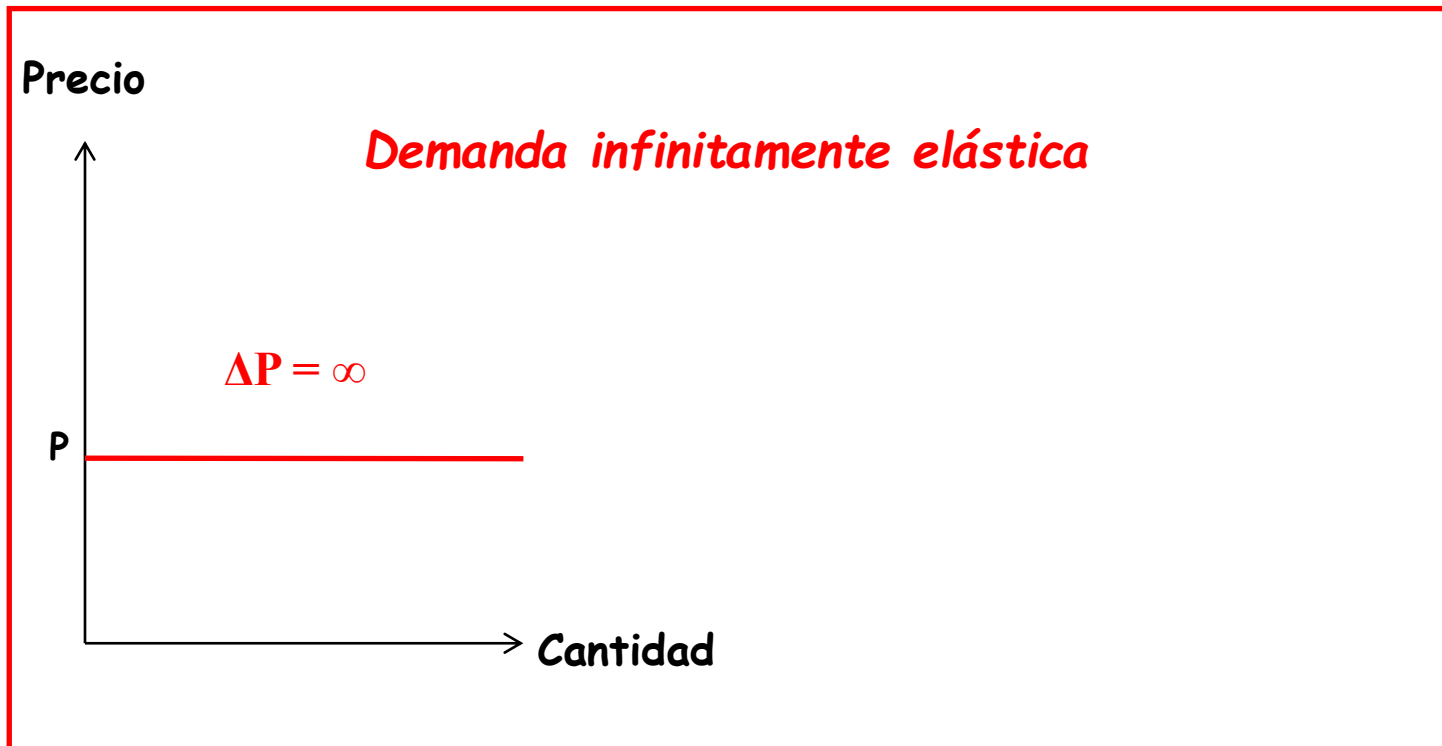 Precio
Demanda infinitamente elástica
ΔP = ∞
P
Cantidad